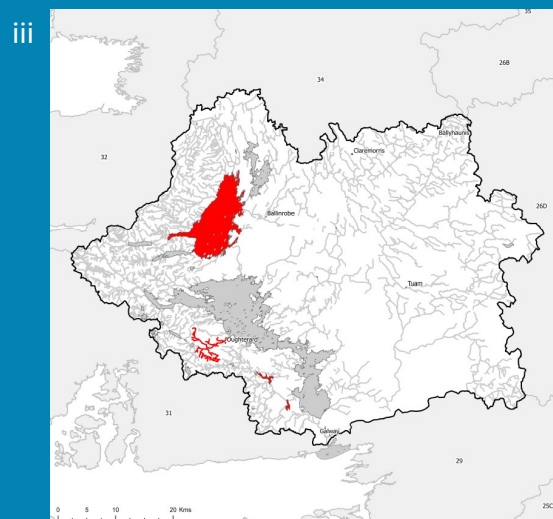 iii
35
26B
34
Ballyhaunis
Claremorris
32
26D
Ballinrobe
Tuam
Oughterard
31
Galway
29
0 5 10 20 Kms
25C